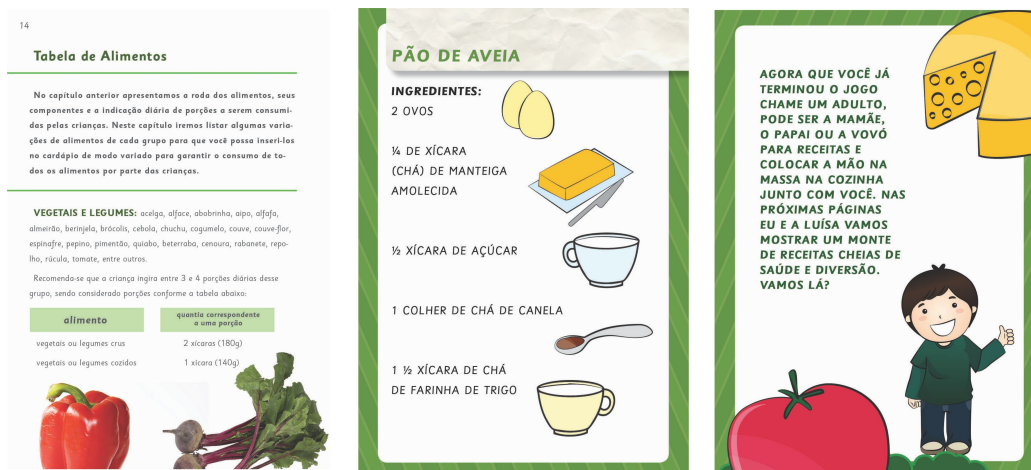 14
Tabela de Alimentos
No capítulo anterior apresentamos a roda dos alimentos, seus
componentes e a indicação diária de porções a serem consumi-
das pelas crianças. Neste capítulo iremos listar algumas varia-
ções de alimentos de cada grupo para que você possa inseri-los
no cardápio de modo variado para garantir o consumo de to-
dos os alimentos por parte das crianças.
VEGETAIS E LEGUMES: acelga, alface, abobrinha, aipo, alfafa,
almeirão, berinjela, brócolis, cebola, chuchu, cogumelo, couve, couve-flor,
espinafre, pepino, pimentão, quiabo, beterraba, cenoura, rabanete, repo-
lho, rúcula, tomate, entre outros.
Recomenda-se que a criança ingira entre 3 e 4 porções diárias desse
grupo, sendo considerado porções conforme a tabela abaixo:
alimento
quantia correspondente
a uma porção
vegetais ou legumes crus 2 xícaras (180g)
vegetais ou legumes cozidos 1 xícara (140g)
PÃO DE AVEIA
INGREDIENTES:
2 OVOS
¼ DE XÍCARA
(CHÁ) DE MANTEIGA
AMOLECIDA
½ XÍCARA DE AÇÚCAR
1 COLHER DE CHÁ DE CANELA
1 ½ XÍCARA DE CHÁ
DE FARINHA DE TRIGO
AGORA QUE VOCÊ JÁ
TERMINOU O JOGO
CHAME UM ADULTO,
PODE SER A MAMÃE,
O PAPAI OU A VOVÓ
PARA RECEITAS E
COLOCAR A MÃO NA
MASSA NA COZINHA
JUNTO COM VOCÊ. NAS
PRÓXIMAS PÁGINAS
EU E A LUÍSA VAMOS
MOSTRAR UM MONTE
DE RECEITAS CHEIAS DE
SAÚDE E DIVERSÃO.
VAMOS LÁ?